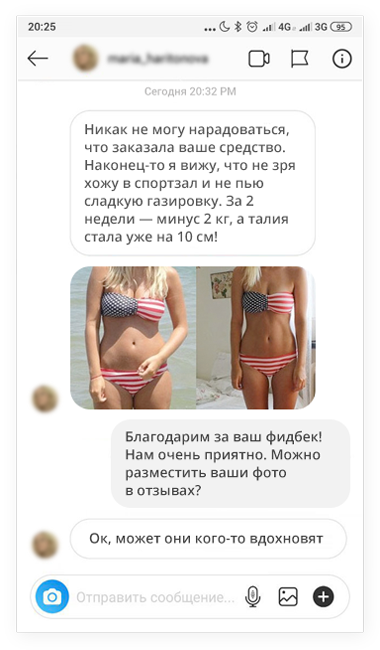 20:25 4G 3G 95
maria_haritonova
Сегодня 20:32 PM
Никак не могу нарадоваться,
что заказала ваше средство.
Наконец-то я вижу, что не зря
хожу в спортзал и не пью
сладкую газировку. За 2
недели — минус 2 кг, а талия
стала уже на 10 см!
Благодарим за ваш фидбек!
Нам очень приятно. Можно
разместить ваши фото
в отзывах?
Ок, может они кого-то вдохновят
Отправить сообщение...